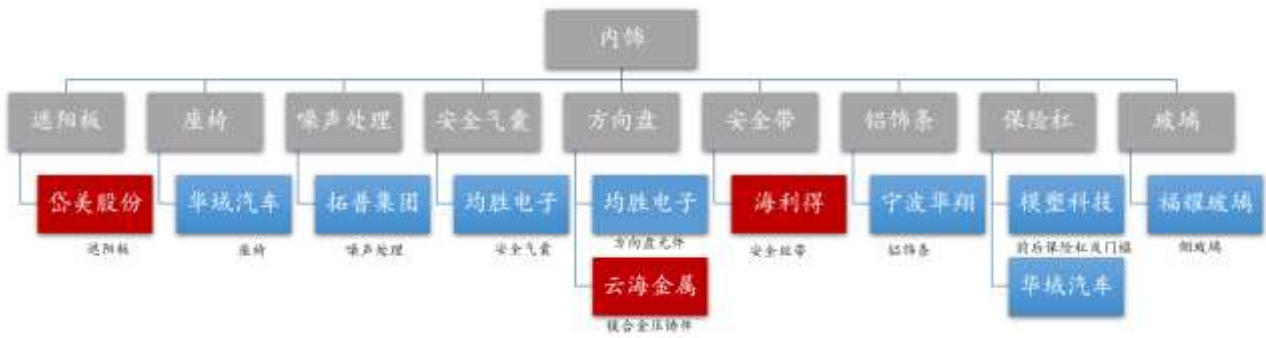 内饰
遮阳板
座椅
噪声处理
安全气囊
方向盘
安全带
铝饰条
保险杠
玻璃
岱美股份
华域汽车
拓普集团
均胜电子
均胜电子
海利得
宁波华翔
模塑科技
福耀玻璃
遮阳板
座椅
噪声处理
安全气囊
方向盘元件
安全丝带
铝饰条
前后保险杠及门槛
侧玻璃
云海金属
华域汽车
镁合金压铸件